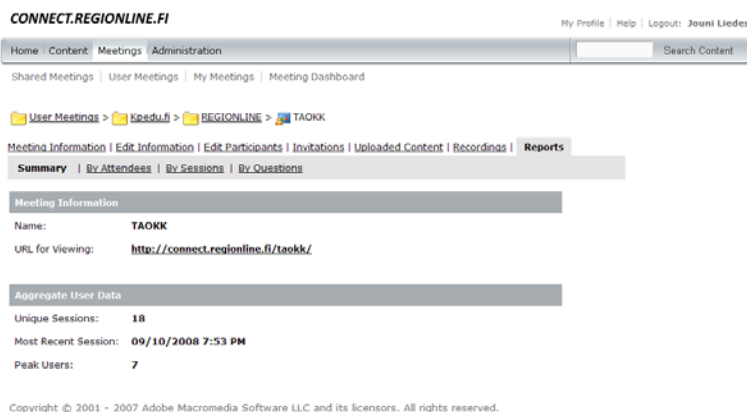 CONNECT.REGIONLINE.FI
My Profile | Help | Logout: Jouni Liedes
Home Content Meetings Administration Search Content
Shared Meetings | User Meetings | My Meetings | Meeting Dashboard
User Meetings > Kpedu.fi > REGIONLINE > TAOKK
Meeting Information | Edit Information | Edit Participants | Invitations | Uploaded Content | Recordings | Reports
Summary | By Attendees | By Sessions | By Questions
Meeting Information
Name: TAOKK
URL for Viewing: http://connect.regionline.fi/taokk/
Aggregate User Data
Unique Sessions: 18
Most Recent Session: 09/10/2008 7:53 PM
Peak Users: 7
Copyright © 2001 - 2007 Adobe Macromedia Software LLC and its licensors. All rights reserved.